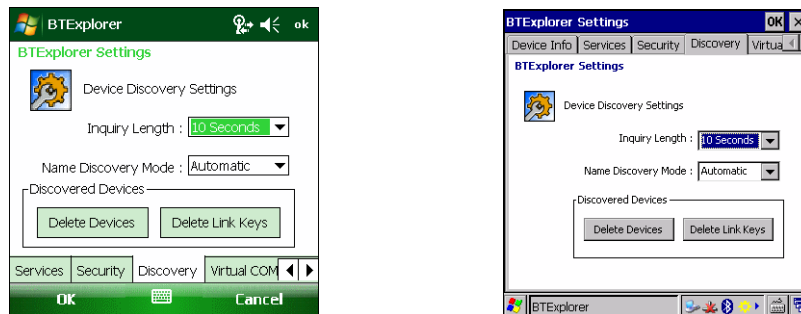 BTExplorer ok
BTExplorer Settings
Device Discovery Settings
Inquiry Length : 10 Seconds
Name Discovery Mode : Automatic
Discovered Devices
Delete Devices Delete Link Keys
Services Security Discovery Virtual COM
OK Cancel
BTExplorer Settings OK
Device Info Services Security Discovery Virtua
BTExplorer Settings
Device Discovery Settings
Inquiry Length : 10 Seconds
Name Discovery Mode : Automatic
Discovered Devices
Delete Devices Delete Link Keys
BTExplorer